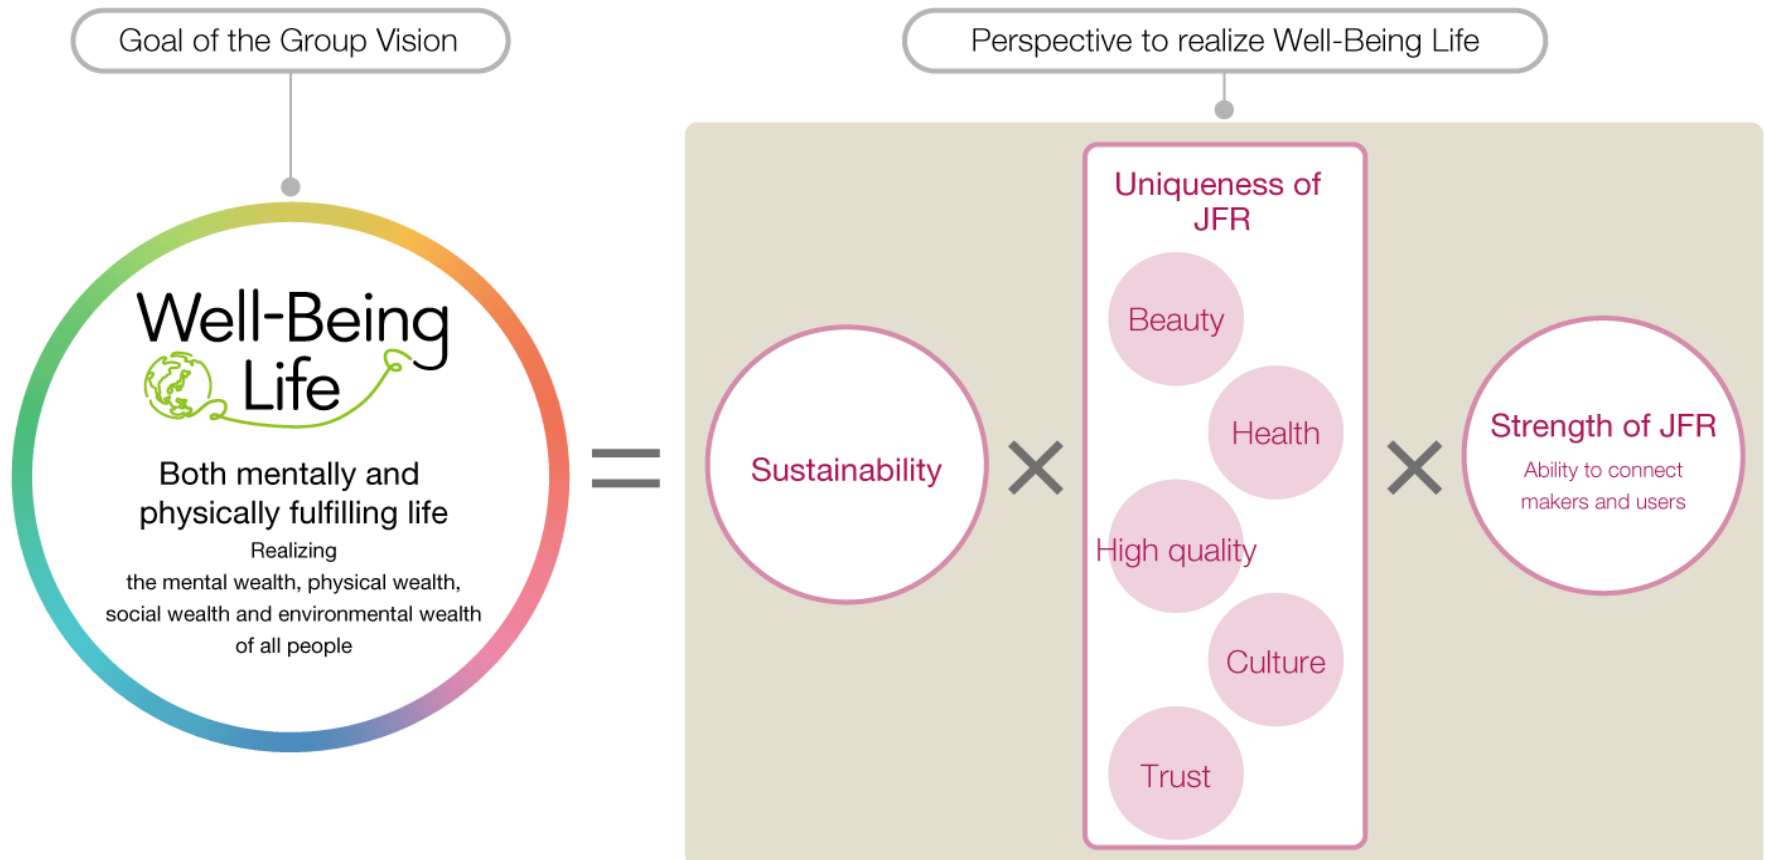 Goal of the Group Vision
Well-Being
Life
Both mentally and
physically fulfilling life
Realizing
the mental wealth, physical wealth,
social wealth and environmental wealth
of all people
=
Perspective to realize Well-Being Life
Sustainability
×
Uniqueness of
JFR
Beauty
Health
High quality
Culture
Trust
×
Strength of JFR
Ability to connect
makers and users